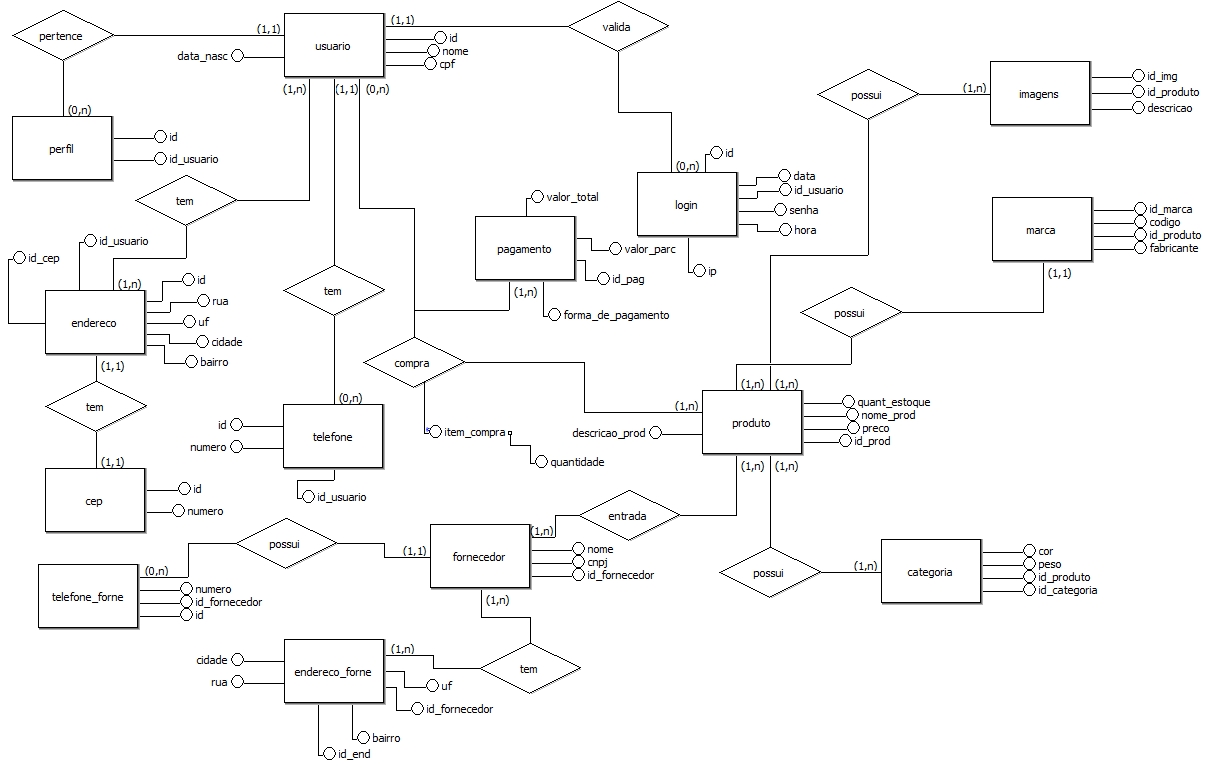 pertence
(1,1)
usuario
(1,1)
id
nome
cpf
data_nasc
(1,n)
(1,1)
(0,n)
valida
(0,n)
perfil
id
id_usuario
tem
id_usuario
id_cep
(1,n)
endereco
id
rua
uf
cidade
bairro
(1,1)
tem
(1,1)
cep
id
numero
tem
(0,n)
telefone
id
numero
id_usuario
valor_total
pagamento
valor_parc
id_pag
(1,n)
forma_de_pagamento
(0,n)
id
login
data
id_usuario
senha
hora
ip
possui
(1,n)
imagens
id_img
id_produto
descricao
marca
id_marca
codigo
id_produto
fabricante
(1,1)
possui
compra
item_compra
quantidade
(1,n)
(1,n)
(1,n)
descricao_prod
produto
quant_estoque
nome_prod
preco
id_prod
(1,n)
(1,n)
entrada
(1,n)
possui
(1,1)
fornecedor
nome
cnpj
id_fornecedor
(1,n)
possui
(1,n)
categoria
cor
peso
id_produto
id_categoria
(0,n)
telefone_forne
numero
id_fornecedor
id
cidade
rua
endereco_forne
(1,n)
tem
uf
id_fornecedor
bairro
id_end